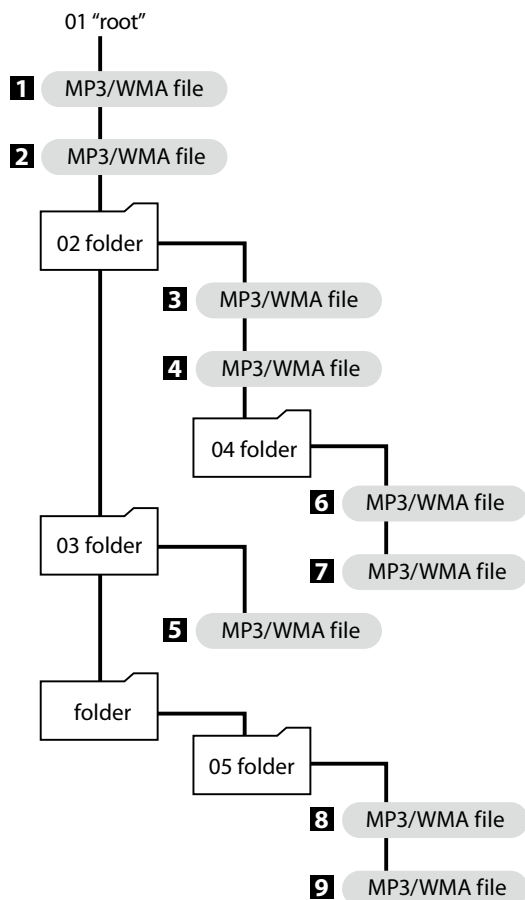 01 “root”
1 MP3/WMA file
2 MP3/WMA file
02 folder
3 MP3/WMA file
4 MP3/WMA file
04 folder
6 MP3/WMA file
03 folder
7 MP3/WMA file
5 MP3/WMA file
folder
05 folder
8 MP3/WMA file
9 MP3/WMA file